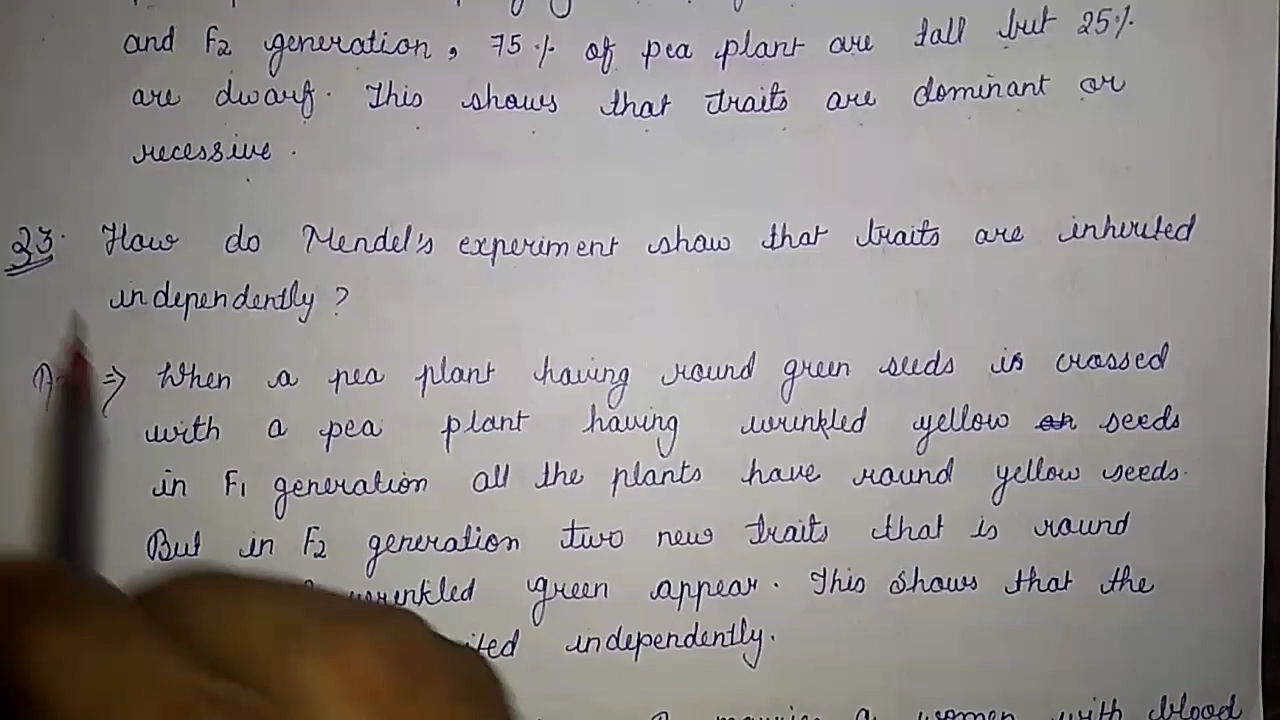 and F2 generation, 75% of pea plant are tall but 25%
are dwarf. This shows that traits are dominant or
recessive.
23. How do Mendel's experiment show that traits are inherited
independently?
⇒ When a pea plant having round green seeds is crossed
with a pea plant having wrinkled yellow seeds
in F1 generation all the plants have round yellow seeds.
But in F2 generation two new traits that is round
wrinkled green appear. This shows that the
independently.
a women with blood